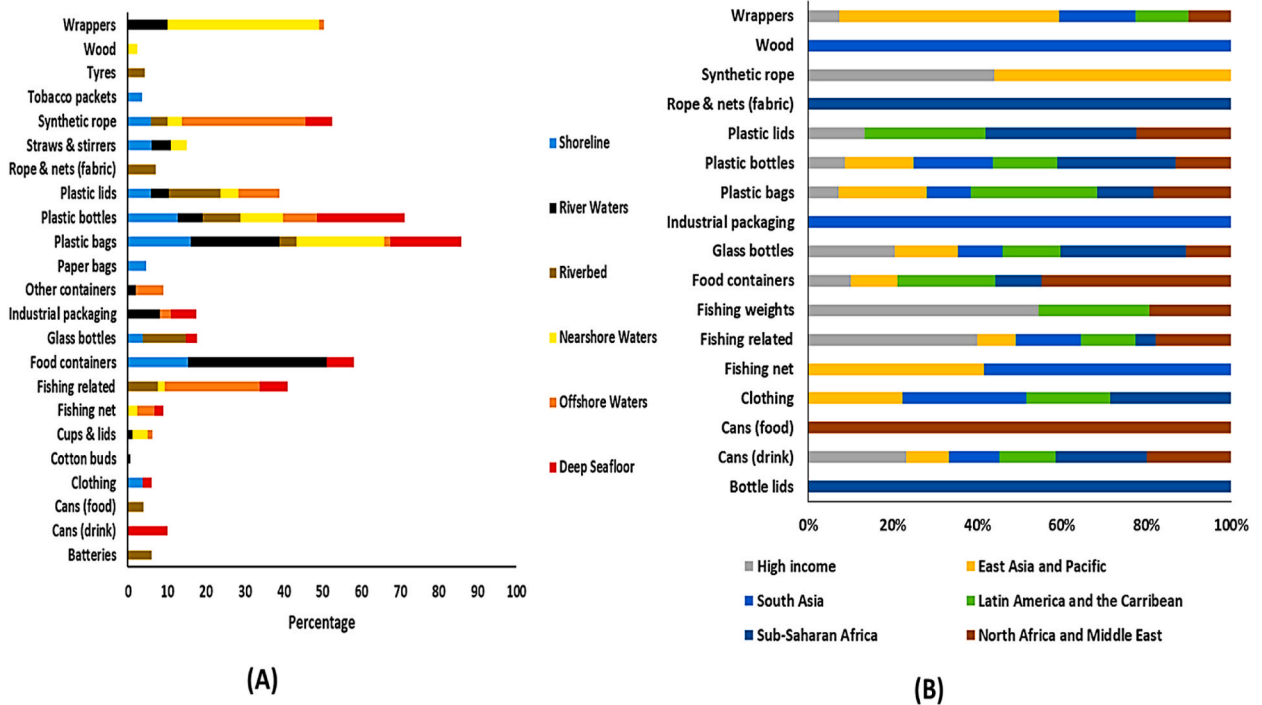 Wrappers
Wood
Tyres
Tobacco packets
Synthetic rope
Straws & stirrers
Rope & nets (fabric)
Plastic lids
Plastic bottles
Plastic bags
Paper bags
Other containers
Industrial packaging
Glass bottles
Food containers
Fishing related
Fishing net
Cups & lids
Cotton buds
Clothing
Cans (food)
Cans (drink)
Batteries
0 10 20 30 40 50 60 70 80 90 100
Percentage
Shoreline
River Waters
Riverbed
Nearshore Waters
Offshore Waters
Deep Seafloor
(A)
Wrappers
Wood
Synthetic rope
Rope & nets (fabric)
Plastic lids
Plastic bottles
Plastic bags
Industrial packaging
Glass bottles
Food containers
Fishing weights
Fishing related
Fishing net
Clothing
Cans (food)
Cans (drink)
Bottle lids
0% 20% 40% 60% 80% 100%
High income East Asia and Pacific
South Asia Latin America and the Carribean
Sub-Saharan Africa North Africa and Middle East
(B)